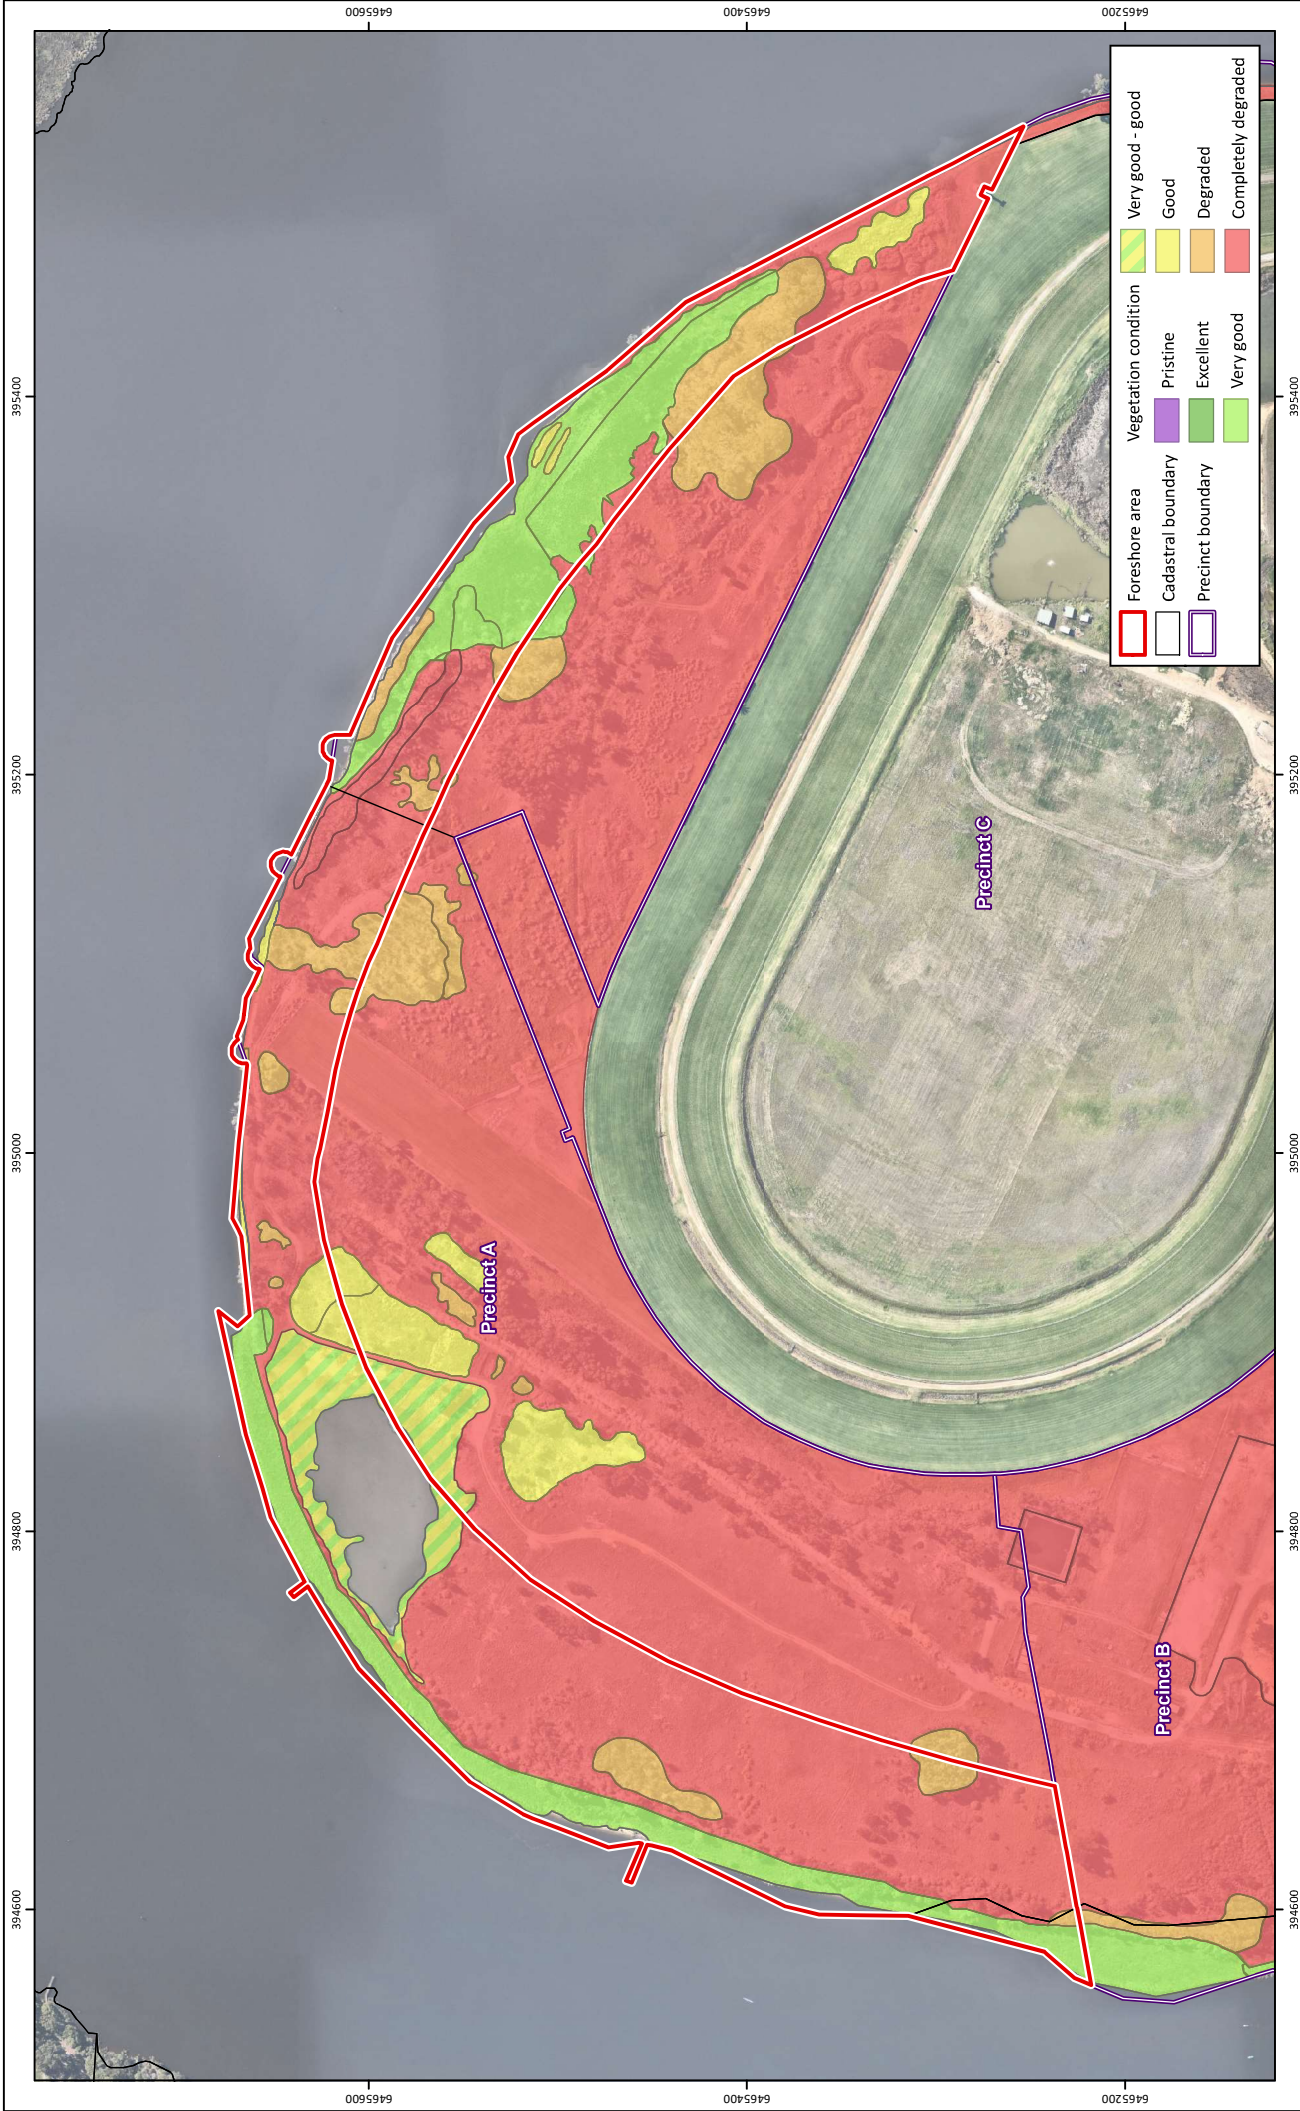 394600
394800
395000
395200
395400
6465600
6465400
6465200
6465600
6465400
6465200
394600
394800
395000
395200
395400
Precinct A
Precinct B
Precinct C
Foreshore area
Cadastral boundary
Precinct boundary
Vegetation condition
Pristine
Excellent
Very good
Very good - good
Good
Degraded
Completely degraded